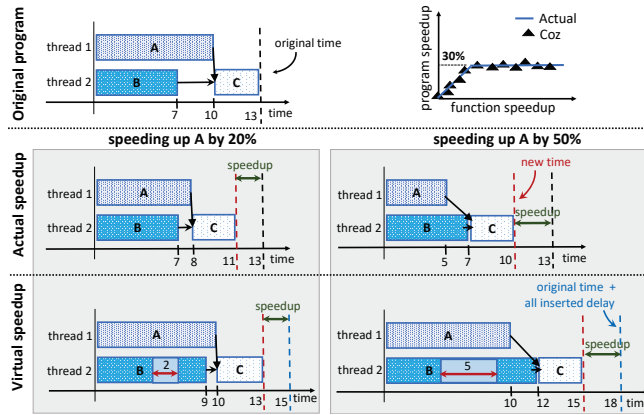 Original program
thread 1
A
original time
thread 2
B
C
7
10
13
time
program speedup
30%
Actual
Coz
function speedup
speeding up A by 20%
speeding up A by 50%
Actual speedup
speedup
thread 1
A
thread 2
B
C
7
8
11
13
time
new time
speedup
thread 1
A
thread 2
B
C
5
7
10
13
time
Virtual speedup
speedup
thread 1
A
thread 2
B
2
C
9
10
13
15
time
original time +
all inserted delay
speedup
thread 1
A
thread 2
B
5
C
10
12
15
18
tim